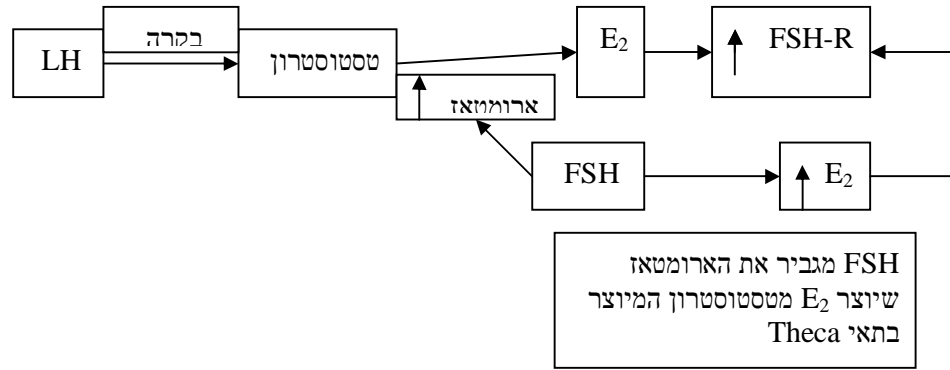 בקרה
LH
טסטוסטרון
E₂
↑ FSH-R
↑ ארומטאז
FSH
↑ E₂
FSH מגביר את הארומטאז
שיוצר E₂ מטסטוסטרון המיוצר
בתאי Theca